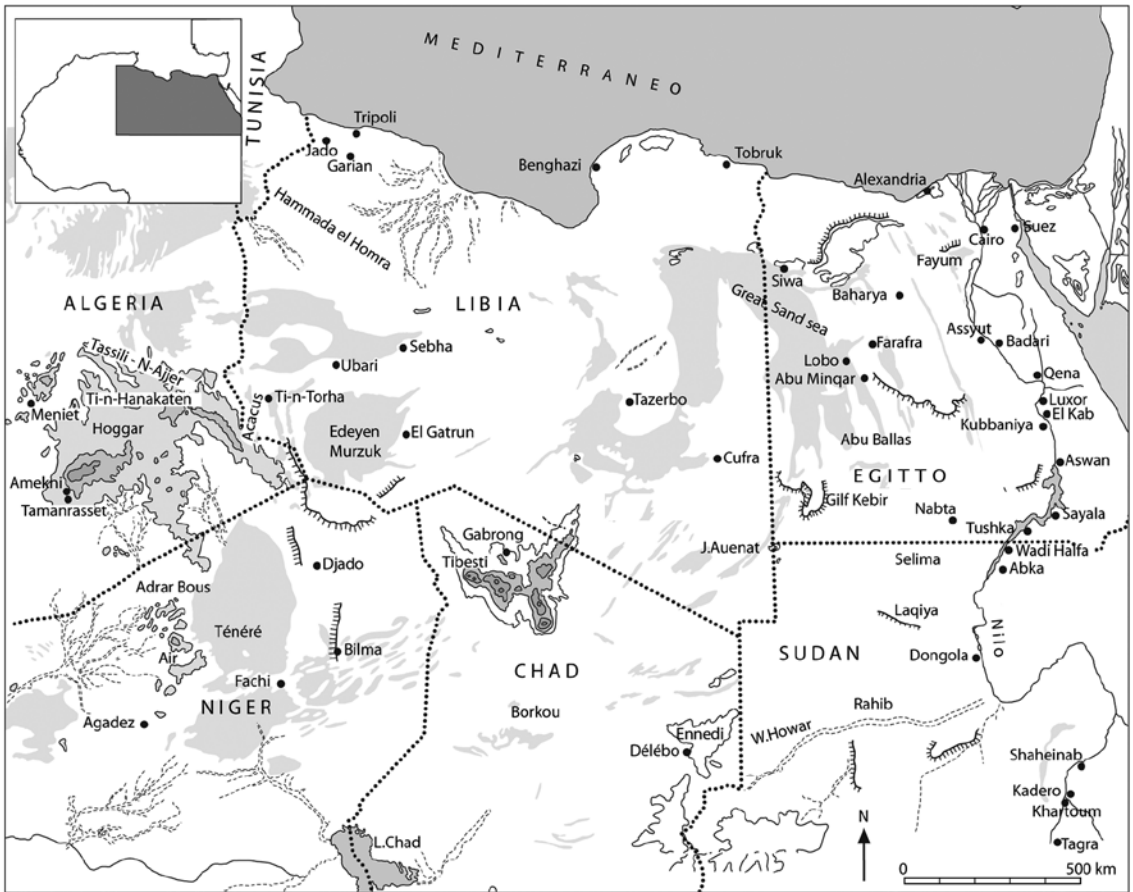 MEDITERRANEO
TUNISIA
Tripoli
Jado
Garian
Benghazi
Tobruk
Alexandria
Hammada el Homra
Cairo
Suez
Fayum
Siwa
ALGERIA
LIBIA
Great Sand sea
Baharya
Tassili - N-Ajjer
Sebha
Ubari
Assyut
Badari
Farafra
Lobo
Abu Minqar
Qena
Ti-n-Hanakaten
Meniet
Ti-n-Torha
Acacus
Tazerbo
Luxor
El Kab
Hoggar
Edeyen
Murzuk
El Gatrun
Kubbaniya
Abu Ballas
Cufra
Aswan
EGITTO
Amekni
Tamanrasset
Gilf Kebir
Nabta
Sayala
Tushka
Gabrong
Tibesti
J.Auenat
Wadi Halfa
Selima
Abka
Djado
Adrar Bous
Laqiya
Ténéré
Nilo
Air
Bilma
SUDAN
Dongola
CHAD
Fachi
NIGER
Agadez
Borkou
Rahib
W.Howar
Ennedi
Délébo
Shaheinab
Kadero
Khartoum
N
L.Chad
Tagra
0 500 km